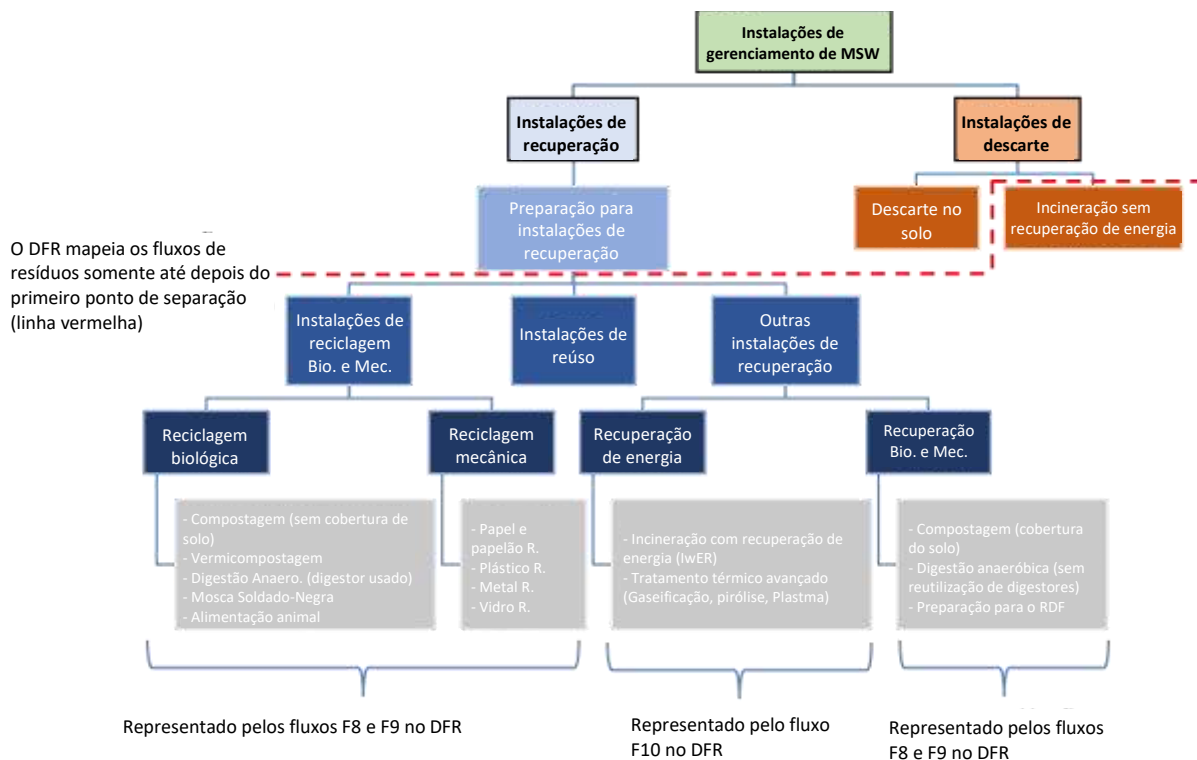 Instalações de
gerenciamento de MSW
Instalações de
recuperação
Instalações de
descarte
Preparação para
instalações de
recuperação
Descarte no
solo
Incineração sem
recuperação de energia
O DFR mapeia os fluxos de
resíduos somente até depois do
primeiro ponto de separação
(linha vermelha)
Instalações de
reciclagem
Bio. e Mec.
Instalações de
reúso
Outras
instalações de
recuperação
Reciclagem
biológica
Reciclagem
mecânica
Recuperação
de energia
Recuperação
Bio. e Mec.
- Compostagem (sem cobertura de
solo)
- Vermicompostagem
- Digestão Anaero. (digestor usado)
- Mosca Soldado-Negra
- Alimentação animal
- Papel e
papelão R.
- Plástico R.
- Metal R.
- Vidro R.
- Incineração com recuperação de
energia (IwER)
- Tratamento térmico avançado
(Gaseificação, pirólise, Plastma)
- Compostagem (cobertura
do solo)
- Digestão anaeróbica (sem
reutilização de digestores)
- Preparação para o RDF
Representado pelos fluxos F8 e F9 no DFR
Representado pelo fluxo
F10 no DFR
Representado pelos fluxos
F8 e F9 no DFR